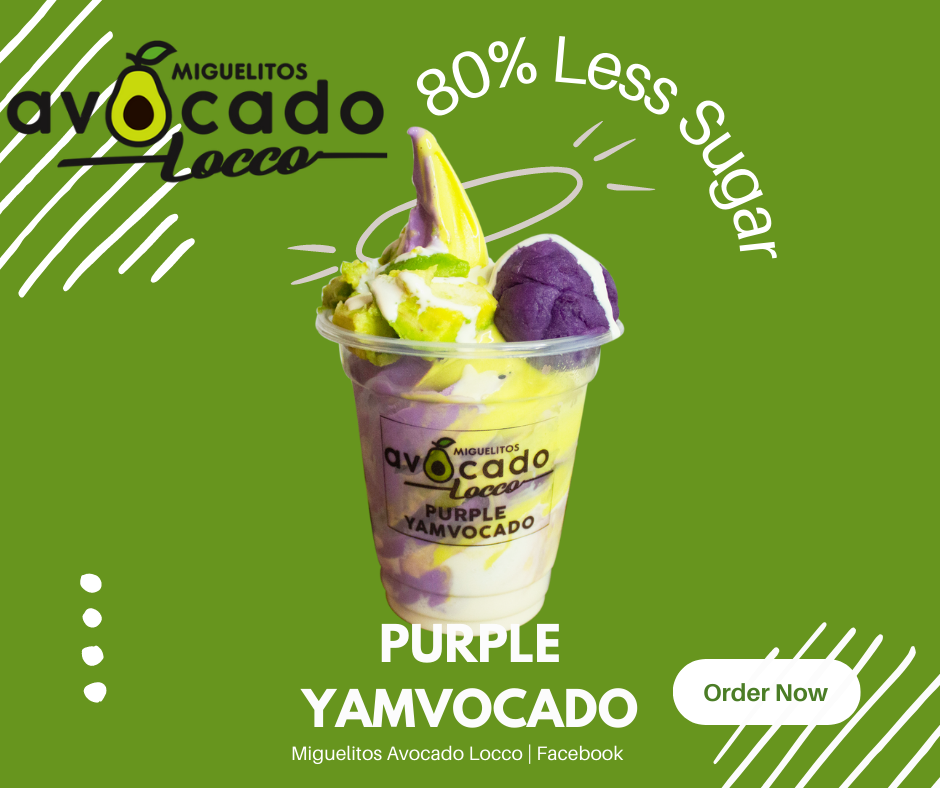 MIGUELITOS
avocado
Locco
80% Less Sugar
MIGUELITOS
avocado
Locco
PURPLE
YAMVOCADO
PURPLE
YAMVOCADO
Order Now
Miguelitos Avocado Locco | Facebook